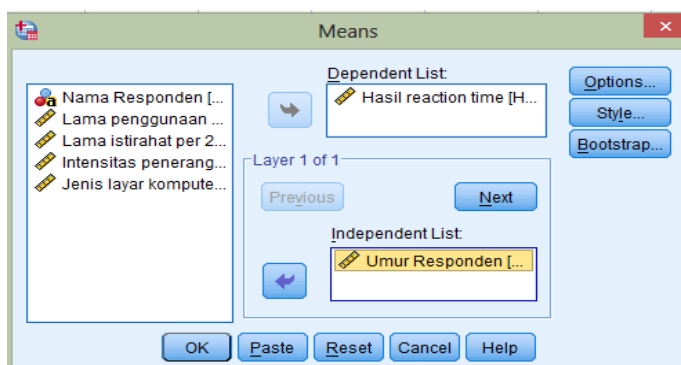 Means
Nama Responden [...
Lama penggunaan ...
Lama istirahat per 2...
Intensitas penerang...
Jenis layar kompute...
Dependent List:
Hasil reaction time [H...
Layer 1 of 1
Previous
Next
Independent List:
Umur Responden [...
Options...
Style...
Bootstrap...
OK
Paste
Reset
Cancel
Help